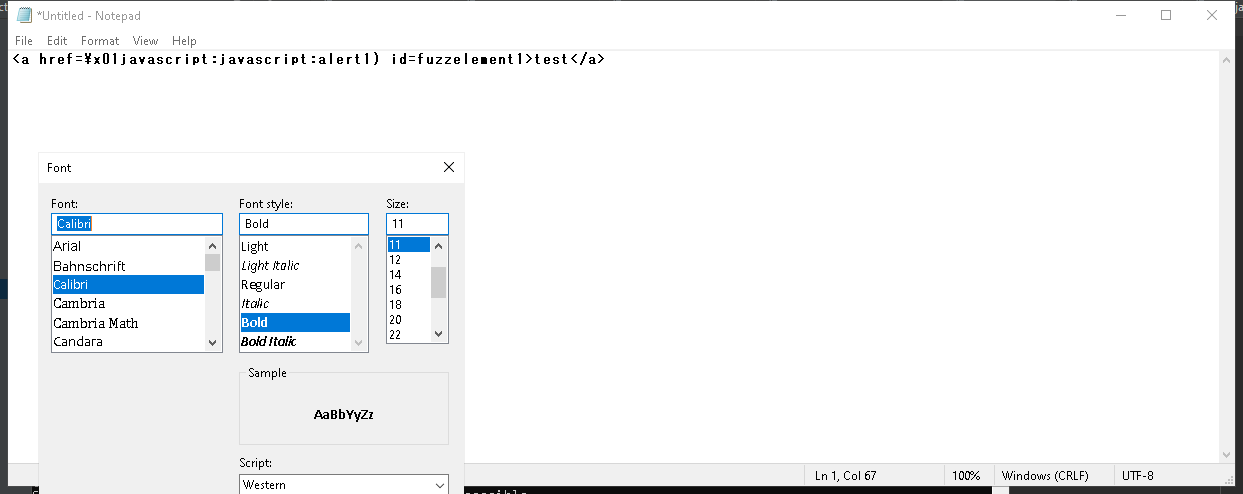 *Untitled - Notepad
File Edit Format View Help
<a href=¥x01javascript:javascript:alert1) id=fuzzelement1>test</a>
Font
Font: Font style: Size:
Calibri Bold 11
Arial Light 11
Bahnschrift Light Italic 12
Calibri Regular 14
Cambria Italic 16
Cambria Math Bold 18
Candara Bold Italic 20
22
Sample
AaBbYyZz
Script:
Western
Ln 1, Col 67 100% Windows (CRLF) UTF-8